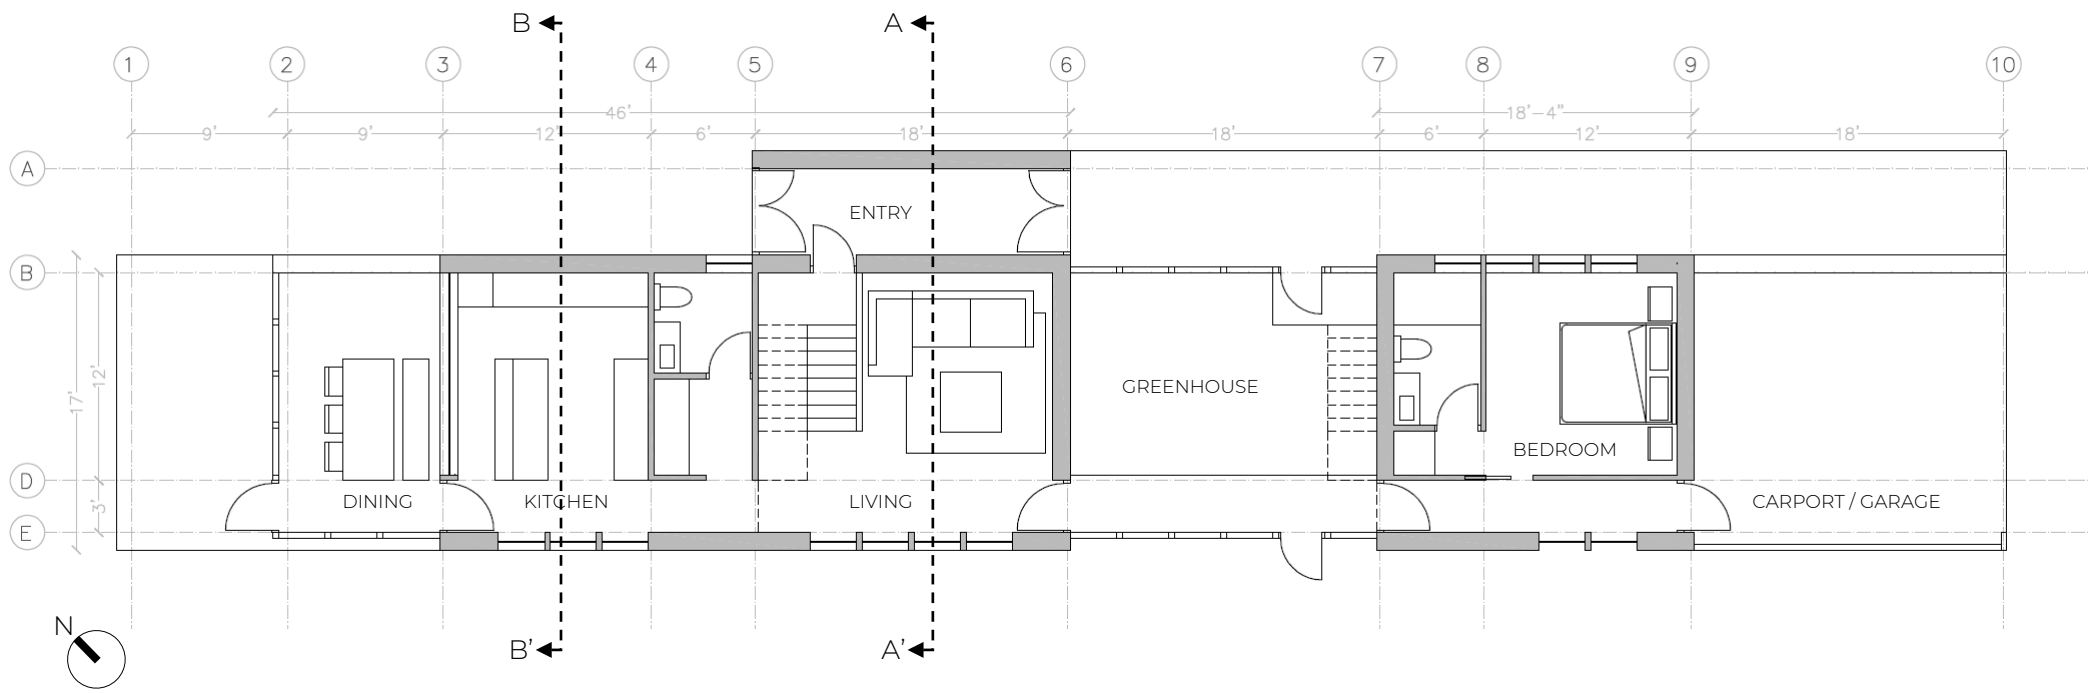 B A
1 2 3 4 5 6 7 8 9 10
46' 18'-4"
9' 9' 12' 6' 18' 18' 6' 12' 18'
A
ENTRY
B
12'
17'
GREENHOUSE
BEDROOM
D
3'
DINING KITCHEN LIVING CARPORT / GARAGE
E
N
B' A'